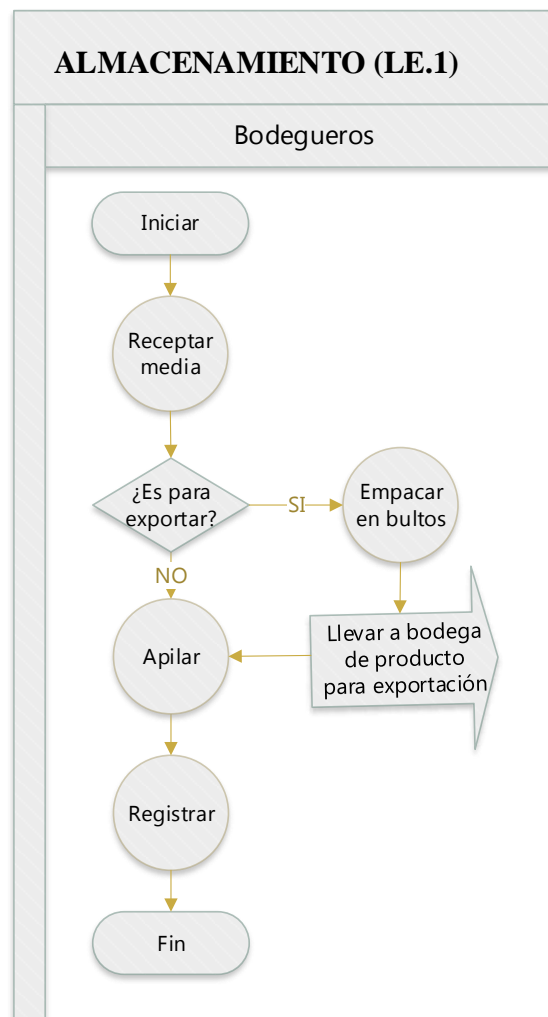 ALMACENAMIENTO (LE.1)
Bodegueros
Iniciar
Receptar
media
¿Es para
exportar?
SI
Empacar
en bultos
NO
Llevar a bodega
de producto
para exportación
Apilar
Registrar
Fin